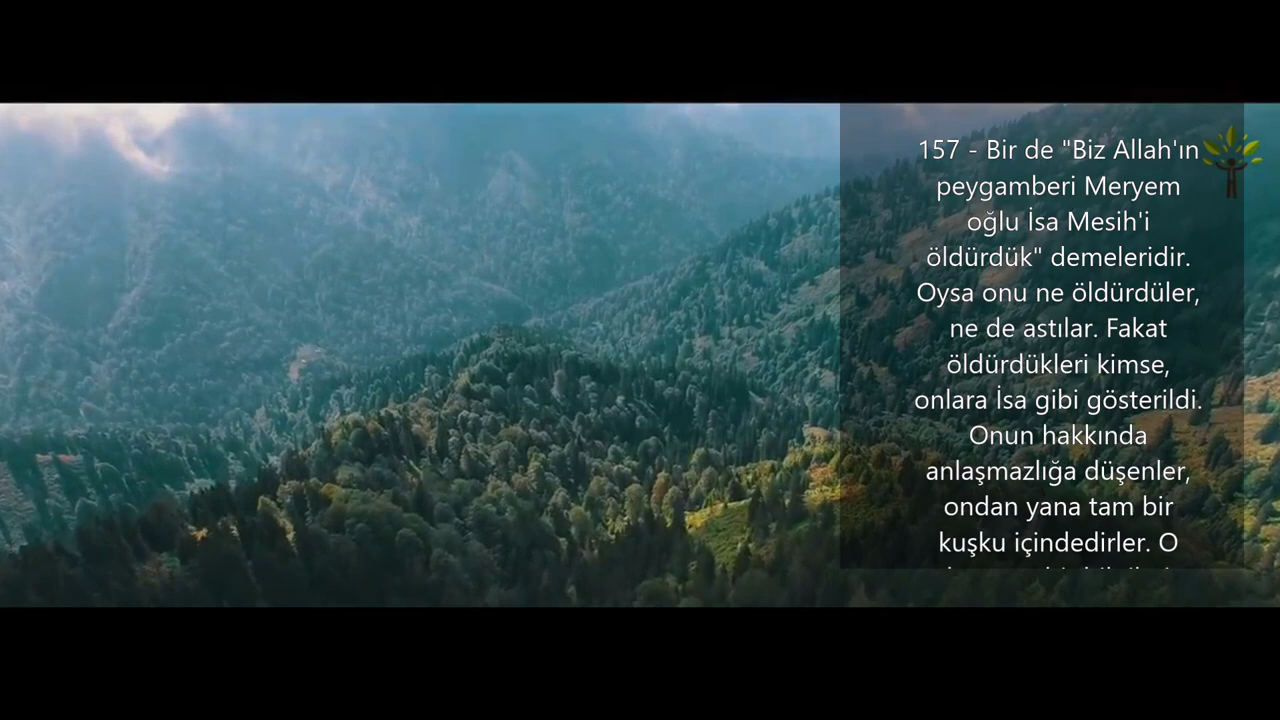 157 - Bir de "Biz Allah'ın
peygamberi Meryem
oğlu İsa Mesih'i
öldürdük" demeleridir.
Oysa onu ne öldürdüler,
ne de astılar. Fakat
öldürdükleri kimse,
onlara İsa gibi gösterildi.
Onun hakkında
anlaşmazlığa düşenler,
ondan yana tam bir
kuşku içindedirler. O